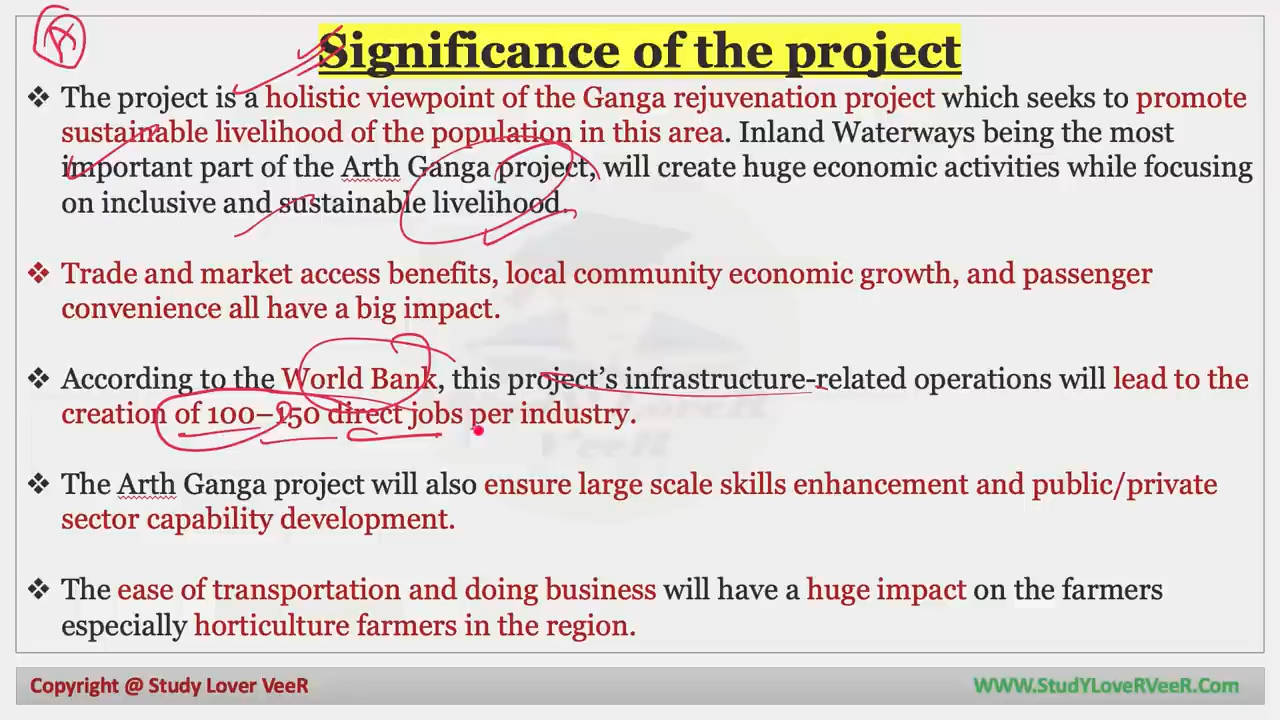 Significance of the project
❖ The project is a holistic viewpoint of the Ganga rejuvenation project which seeks to promote
sustainable livelihood of the population in this area. Inland Waterways being the most
important part of the Arth Ganga project, will create huge economic activities while focusing
on inclusive and sustainable livelihood.
❖ Trade and market access benefits, local community economic growth, and passenger
convenience all have a big impact.
❖ According to the World Bank, this project's infrastructure-related operations will lead to the
creation of 100–150 direct jobs per industry.
❖ The Arth Ganga project will also ensure large scale skills enhancement and public/private
sector capability development.
❖ The ease of transportation and doing business will have a huge impact on the farmers
especially horticulture farmers in the region.
Copyright @ Study Lover VeeR
WWW.StudYLoveRVeeR.Com